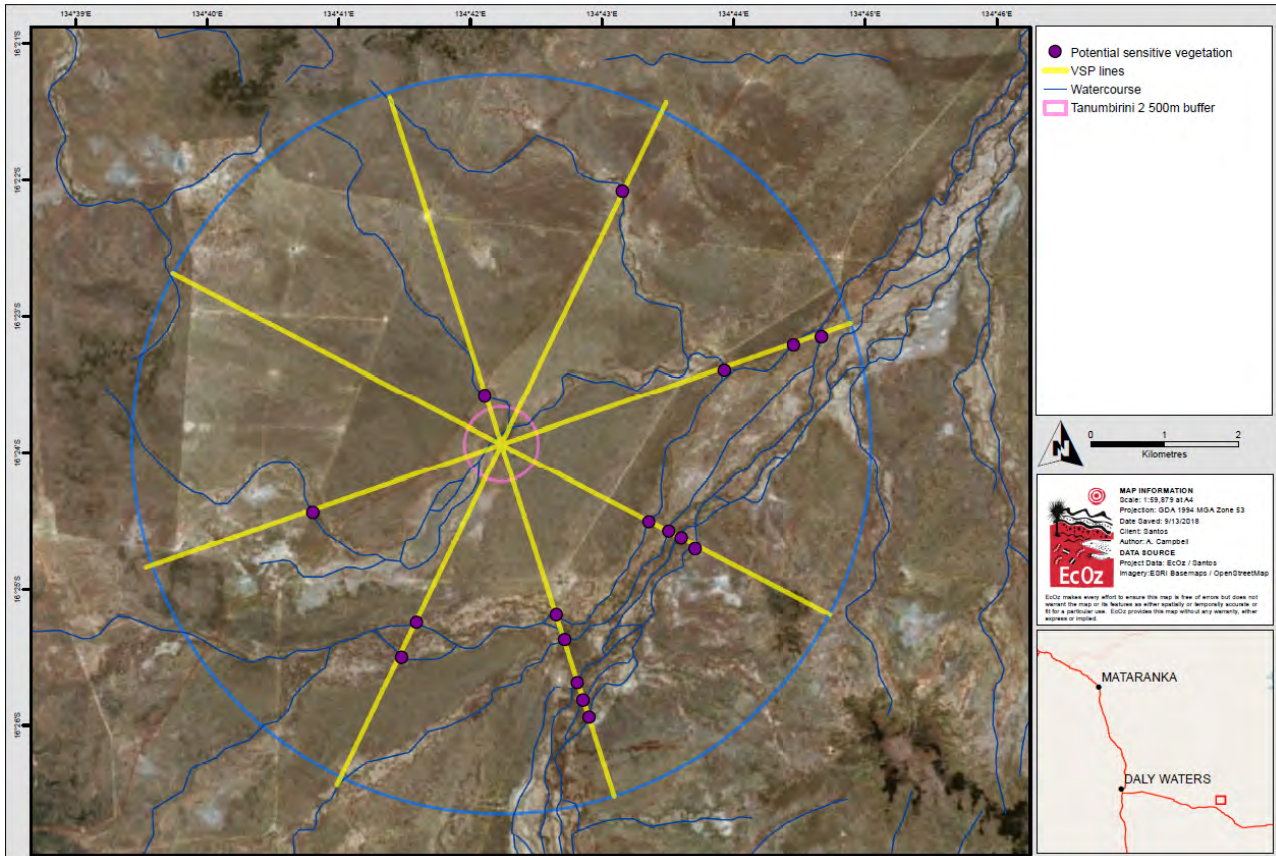 134°39'E 134°40'E 134°41'E 134°42'E 134°43'E 134°44'E 134°45'E 134°46'E
16°21'S
16°22'S
16°23'S
16°24'S
16°25'S
16°26'S
Potential sensitive vegetation
VSP lines
Watercourse
Tanumbirini 2 500m buffer
N
0 1 2
Kilometres
MAP INFORMATION
Scale: 1:59,879 at A4
Projection: GDA 1994 MGA Zone 53
Date Saved: 9/13/2018
Client: Santos
Author: A. Campbell
DATA SOURCE
Project Data: EcOz / Santos
Imagery: ESRI Basemaps / OpenStreetMap
EcOz
EcOz makes every effort to ensure this map is free of errors but does not
warrant the map or its features as either spatially or temporally accurate or
fit for a particular use. EcOz provides this map without any warranty, either
express or implied.
MATARANKA
DALY WATERS